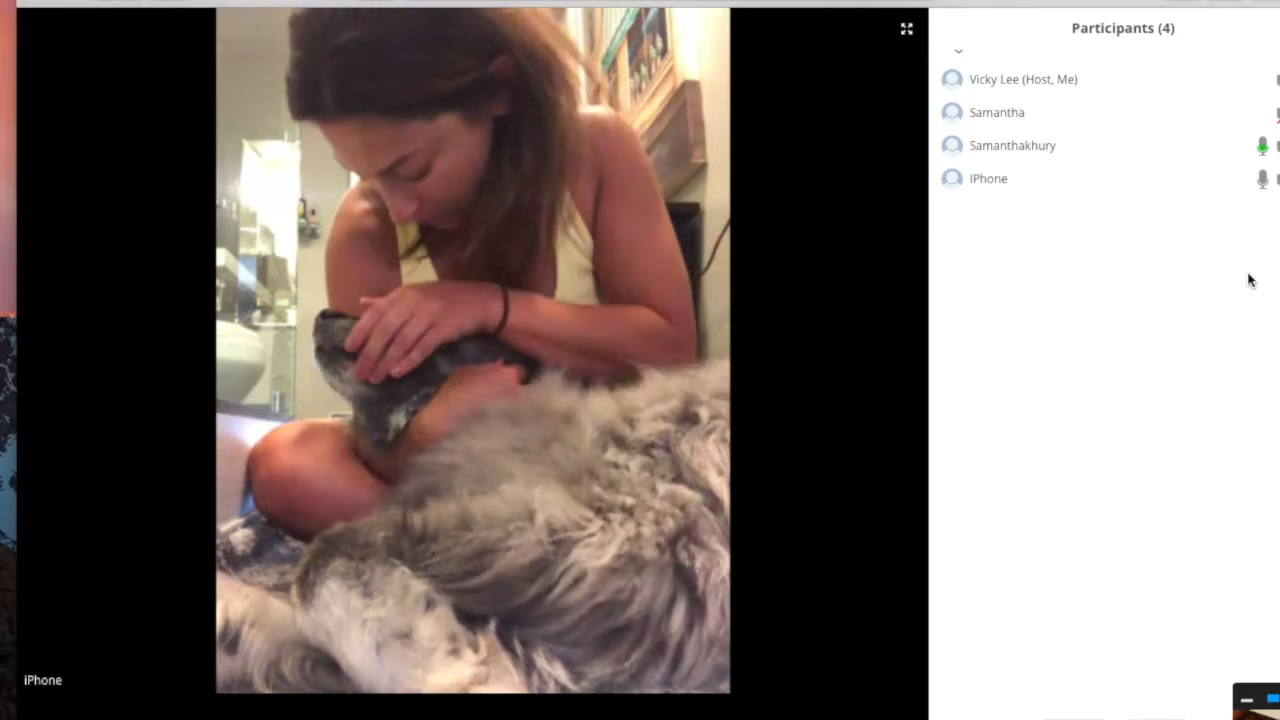 Participants (4)
Vicky Lee (Host, Me)
Samantha
Samanthakhury
IPhone
iPhone